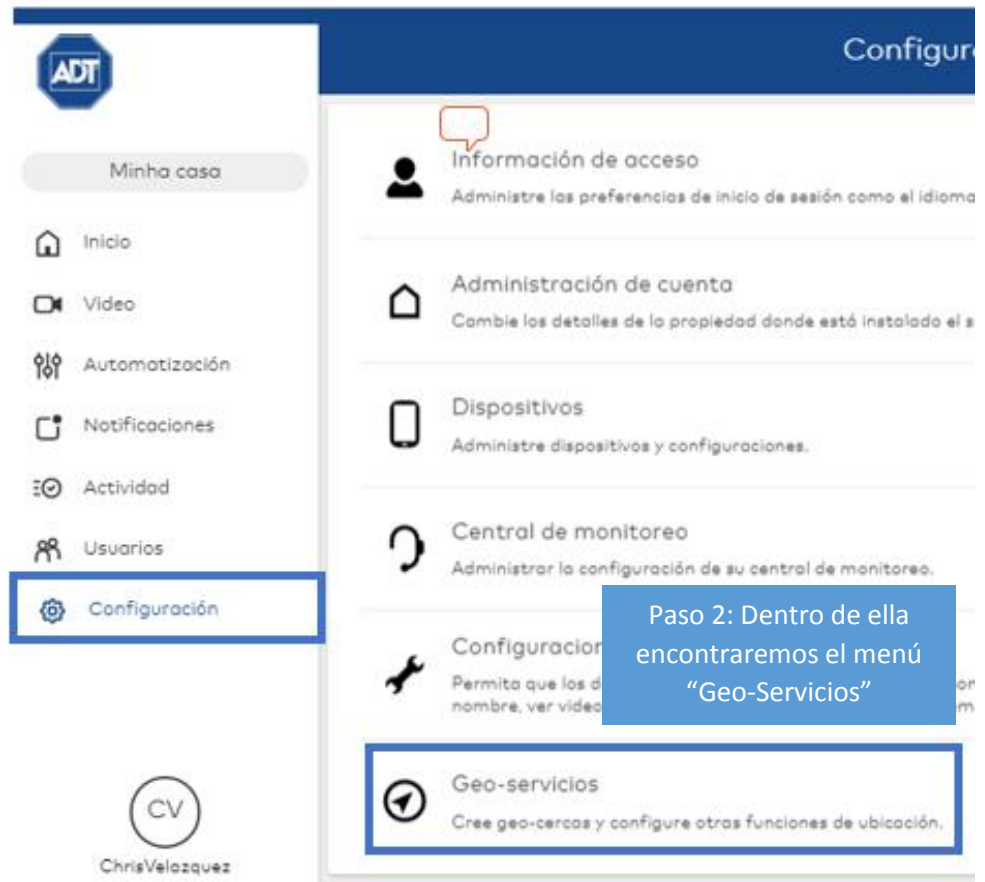 ADT
Configur
Minha casa
Inicio
Video
Automatización
Notificaciones
Actividad
Usuarios
Configuración
CV
ChrisVelazquez
Información de acceso
Administre las preferencias de inicio de sesión como el idioma
Administración de cuenta
Cambie los detalles de la propiedad donde está instalado el s
Dispositivos
Administre dispositivos y configuraciones.
Central de monitoreo
Administrar la configuración de su central de monitoreo.
Configuracion
Permita que los d
nombre, ver video
Paso 2: Dentro de ella
encontraremos el menú
“Geo-Servicios”
Geo-servicios
Cree geo-cercas y configure otras funciones de ubicación.